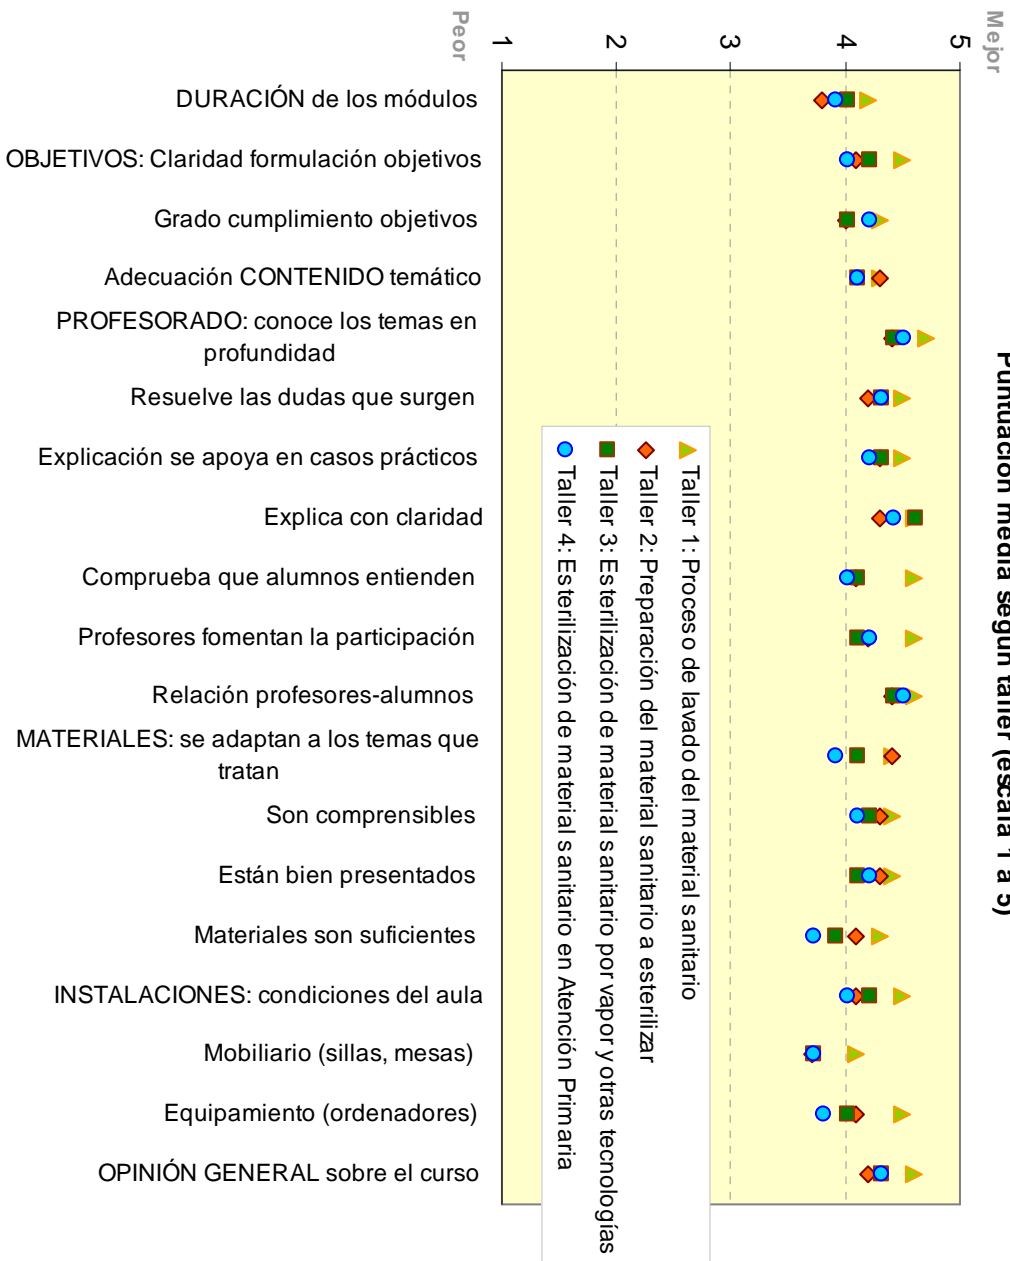 Puntuación media según taller (escala 1 a 5)
Mejor
Peor
1
2
3
4
5
DURACIÓN de los módulos
OBJETIVOS: Claridad formulación objetivos
Grado cumplimiento objetivos
Adecuación CONTENIDO temático
PROFESORADO: conoce los temas en
profundidad
Resuelve las dudas que surgen
Explicación se apoya en casos prácticos
Explica con claridad
Comprueba que alumnos entienden
Profesores fomentan la participación
Relación profesores-alumnos
MATERIALES: se adaptan a los temas que
tratan
Son comprensibles
Están bien presentados
Materiales son suficientes
INSTALACIONES: condiciones del aula
Mobiliario (sillas, mesas)
Equipamiento (ordenadores)
OPINIÓN GENERAL sobre el curso
Taller 1: Proceso de lavado del material sanitario
Taller 2: Preparación del material sanitario a esterilizar
Taller 3: Esterilización de material sanitario por vapor y otras tecnologías
Taller 4: Esterilización de material sanitario en Atención Primaria